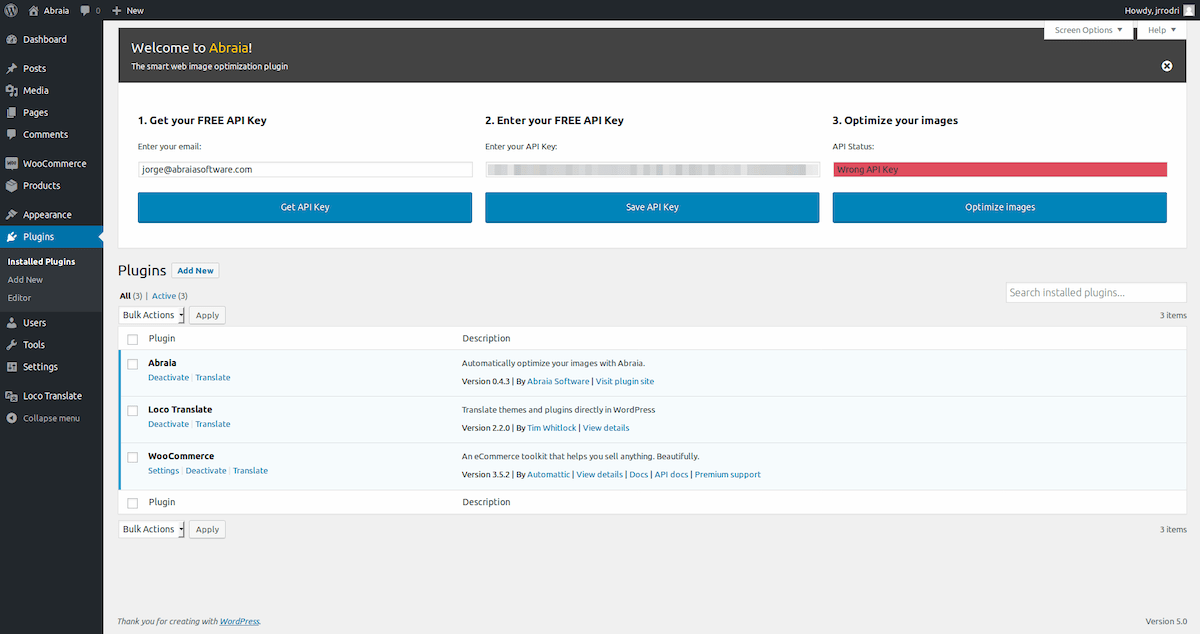 Abraia 0 New Howdy, jrrodri
Screen Options Help
Dashboard
Posts
Media
Pages
Comments
WooCommerce
Products
Appearance
Plugins
Installed Plugins
Add New
Editor
Users
Tools
Settings
Loco Translate
Collapse menu
Welcome to Abraia!
The smart web image optimization plugin
1. Get your FREE API Key
Enter your email:
jorge@abraiasoftware.com
Get API Key
2. Enter your FREE API Key
Enter your API Key:
Save API Key
3. Optimize your images
API Status:
Wrong API Key
Optimize images
Plugins Add New
All (3) | Active (3)
Search installed plugins...
Bulk Actions Apply 3 items
Plugin Description
Abraia Automatically optimize your images with Abraia.
Deactivate | Translate Version 0.4.3 | By Abraia Software | Visit plugin site
Loco Translate Translate themes and plugins directly in WordPress
Deactivate | Translate Version 2.2.0 | By Tim Whitlock | View details
WooCommerce An eCommerce toolkit that helps you sell anything. Beautifully.
Settings | Deactivate | Translate Version 3.5.2 | By Automattic | View details | Docs | API docs | Premium support
Plugin Description
Bulk Actions Apply 3 items
Thank you for creating with WordPress. Version 5.0